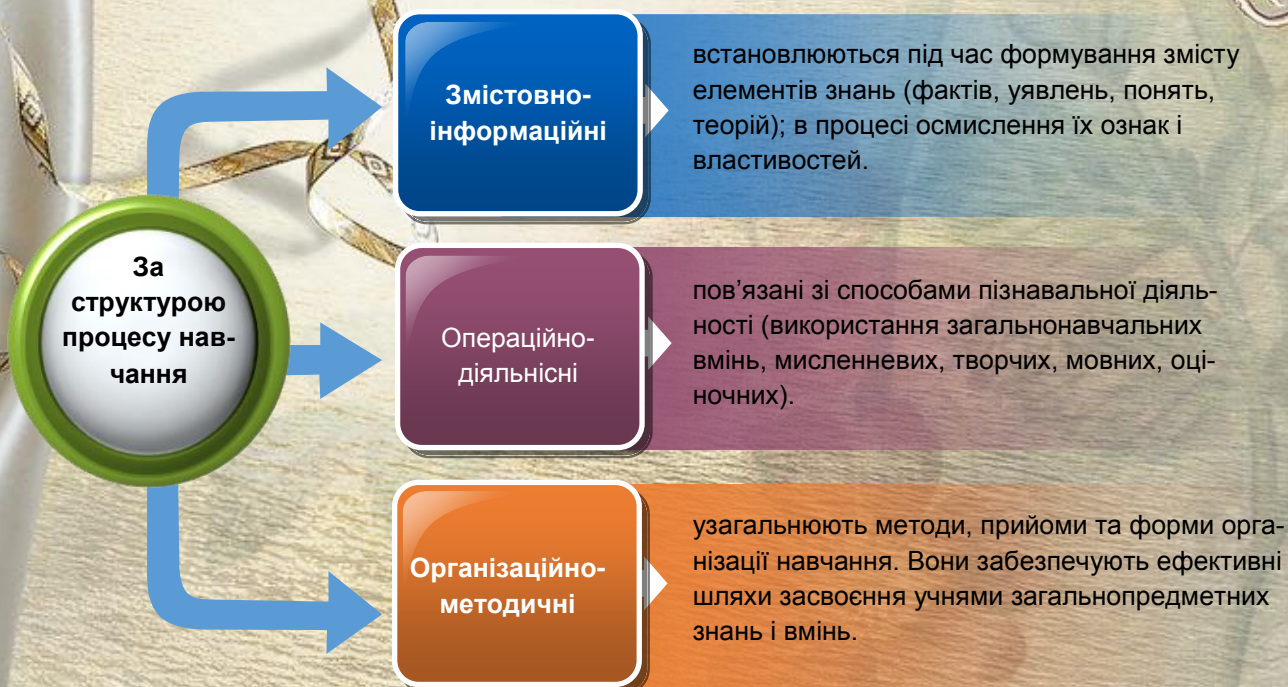 За
структурою
процесу нав-
чання
Змістовно-
інформаційні
встановлюються під час формування змісту
елементів знань (фактів, уявлень, понять,
теорій); в процесі осмислення їх ознак і
властивостей.
Операційно-
діяльнісні
пов’язані зі способами пізнавальної діяль-
ності (використання загальнонавчальних
вмінь, мисленневих, творчих, мовних, оці-
ночних).
Організаційно-
методичні
узагальнюють методи, прийоми та форми орга-
нізації навчання. Вони забезпечують ефективні
шляхи засвоєння учнями загальнопредметних
знань і вмінь.